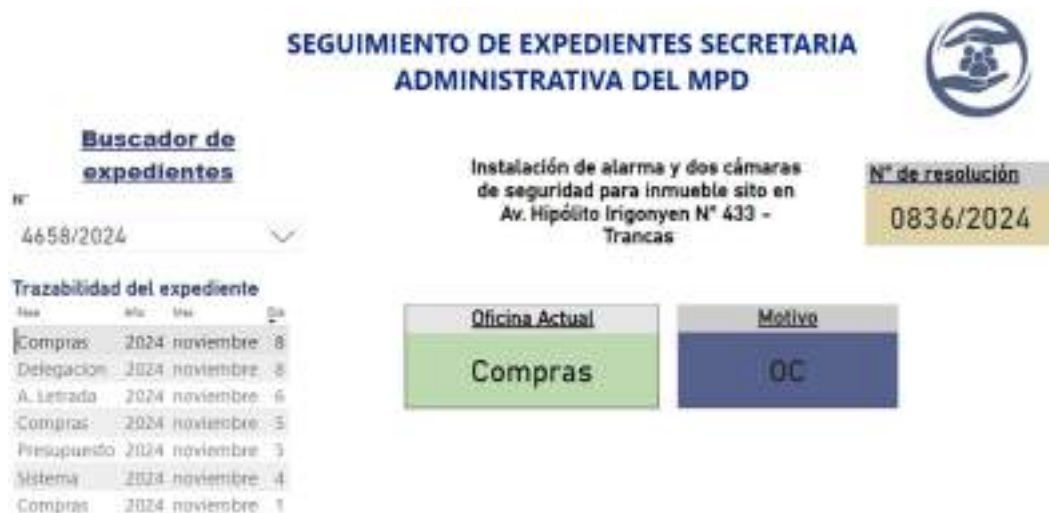 SEGUIMIENTO DE EXPEDIENTES SECRETARIA
ADMINISTRATIVA DEL MPD
Buscador de
expedientes
N°
4658/2024
Instalación de alarma y dos cámaras
de seguridad para inmueble sito en
Av. Hipólito Irigonyen N° 433 -
Trancas
N° de resolución
0836/2024
Trazabilidad del expediente
Año Mes Día
Compras 2024 noviembre 8
Delegacion 2024 noviembre 8
A. Letrada 2024 noviembre 6
Compras 2024 noviembre 5
Presupuesto 2024 noviembre
Sistema 2024 noviembre 4
Compras 2024 noviembre 1
Oficina Actual
Compras
Motivo
OC